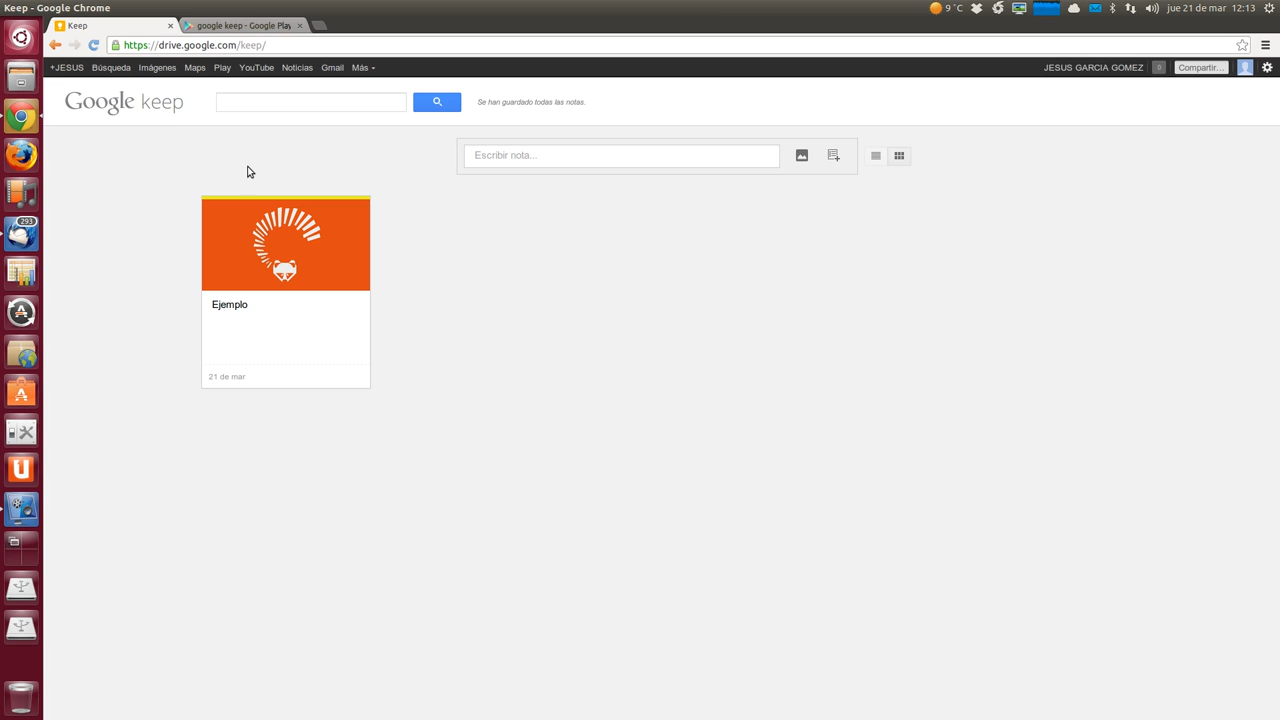 Keep - Google Chrome
9 °C
jue 21 de mar 12:13
Keep
google keep - Google Play
https://drive.google.com/keep/
+JESUS Búsqueda Imágenes Maps Play YouTube Noticias Gmail Más
JESUS GARCIA GOMEZ 0 Compartir...
Google keep
Se han guardado todas las notas.
Escribir nota...
293
Ejemplo
21 de mar